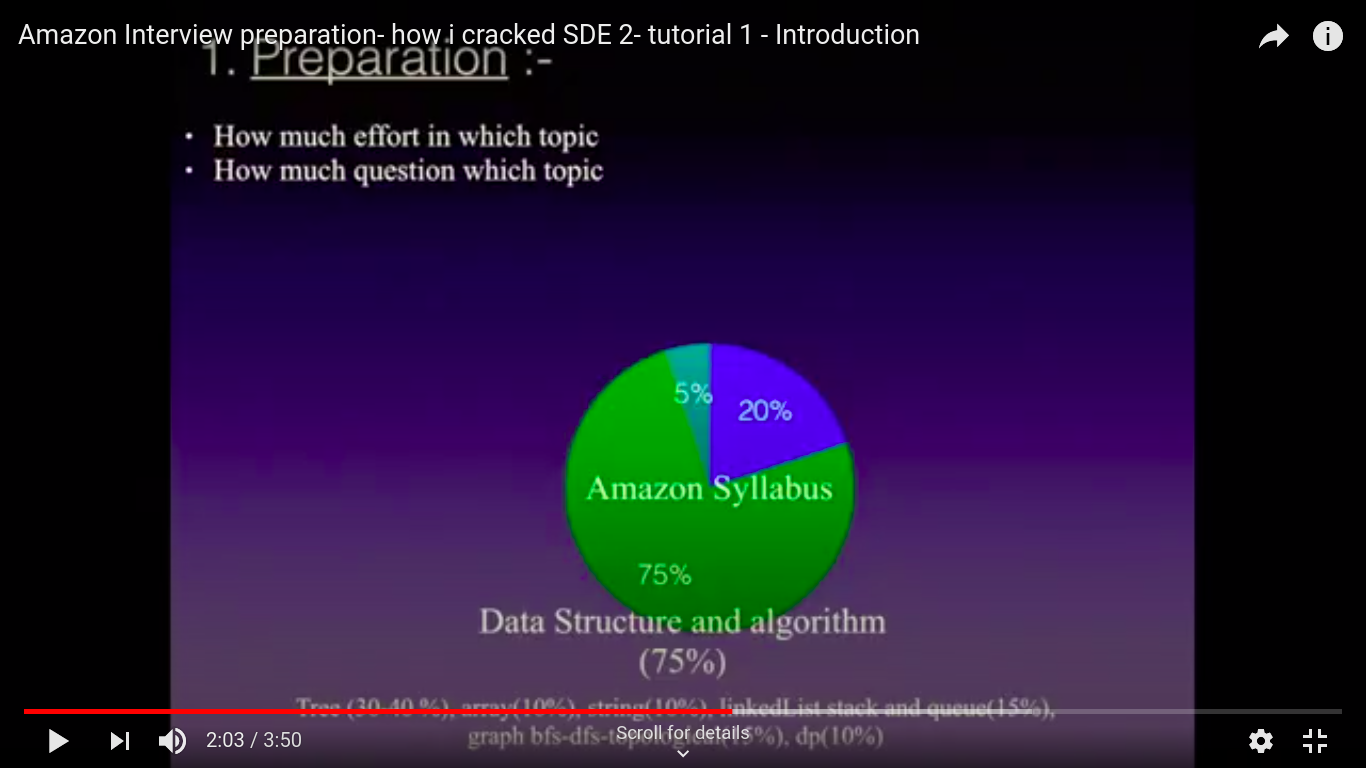 Amazon Interview preparation- how i cracked SDE 2- tutorial 1 - Introduction
1. Preparation :-
• How much effort in which topic
• How much question which topic
5%
20%
Amazon Syllabus
75%
Data Structure and algorithm
(75%)
Tree (30-40 %), array(10%), string(10%), linkedList stack and queue(15%),
graph bfs-dfs-topological( 5%), dp(10%)
Scroll for details
2:03 / 3:50